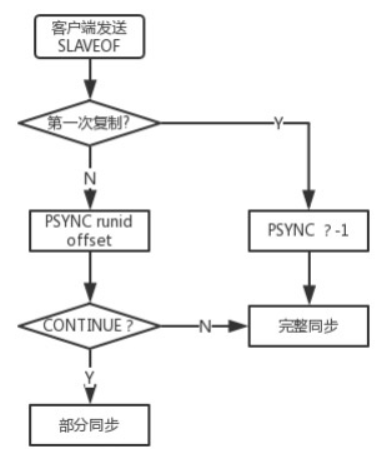 客户端发送
SLAVEOF
第一次复制?
Y
N
PSYNC runid
offset
PSYNC ? -1
CONTINUE ?
N
完整同步
Y
部分同步